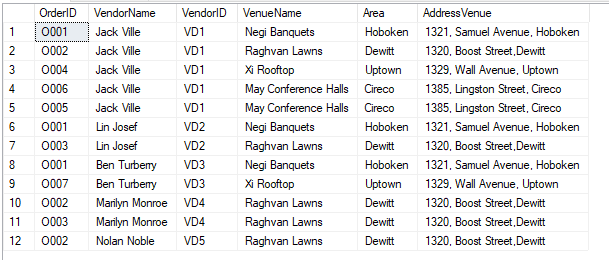 OrderID VendorName VendorID VenueName Area AddressVenue
1 O001 Jack Ville VD1 Negi Banquets Hoboken 1321, Samuel Avenue, Hoboken
2 O002 Jack Ville VD1 Raghvan Lawns Dewitt 1320, Boost Street,Dewitt
3 O004 Jack Ville VD1 Xi Rooftop Uptown 1329, Wall Avenue, Uptown
4 O006 Jack Ville VD1 May Conference Halls Cireco 1385, Lingston Street, Cireco
5 O005 Jack Ville VD1 May Conference Halls Cireco 1385, Lingston Street, Cireco
6 O001 Lin Josef VD2 Negi Banquets Hoboken 1321, Samuel Avenue, Hoboken
7 O003 Lin Josef VD2 Raghvan Lawns Dewitt 1320, Boost Street,Dewitt
8 O001 Ben Turberry VD3 Negi Banquets Hoboken 1321, Samuel Avenue, Hoboken
9 O007 Ben Turberry VD3 Xi Rooftop Uptown 1329, Wall Avenue, Uptown
10 O002 Marilyn Monroe VD4 Raghvan Lawns Dewitt 1320, Boost Street,Dewitt
11 O003 Marilyn Monroe VD4 Raghvan Lawns Dewitt 1320, Boost Street,Dewitt
12 O002 Nolan Noble VD5 Raghvan Lawns Dewitt 1320, Boost Street,Dewitt